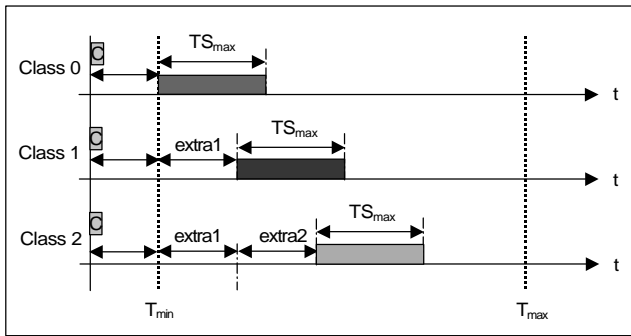 C
TSmax
Class 0
t
TSmax
C
extra1
Class 1
t
TSmax
C
extra1
extra2
Class 2
t
Tmin
Tmax